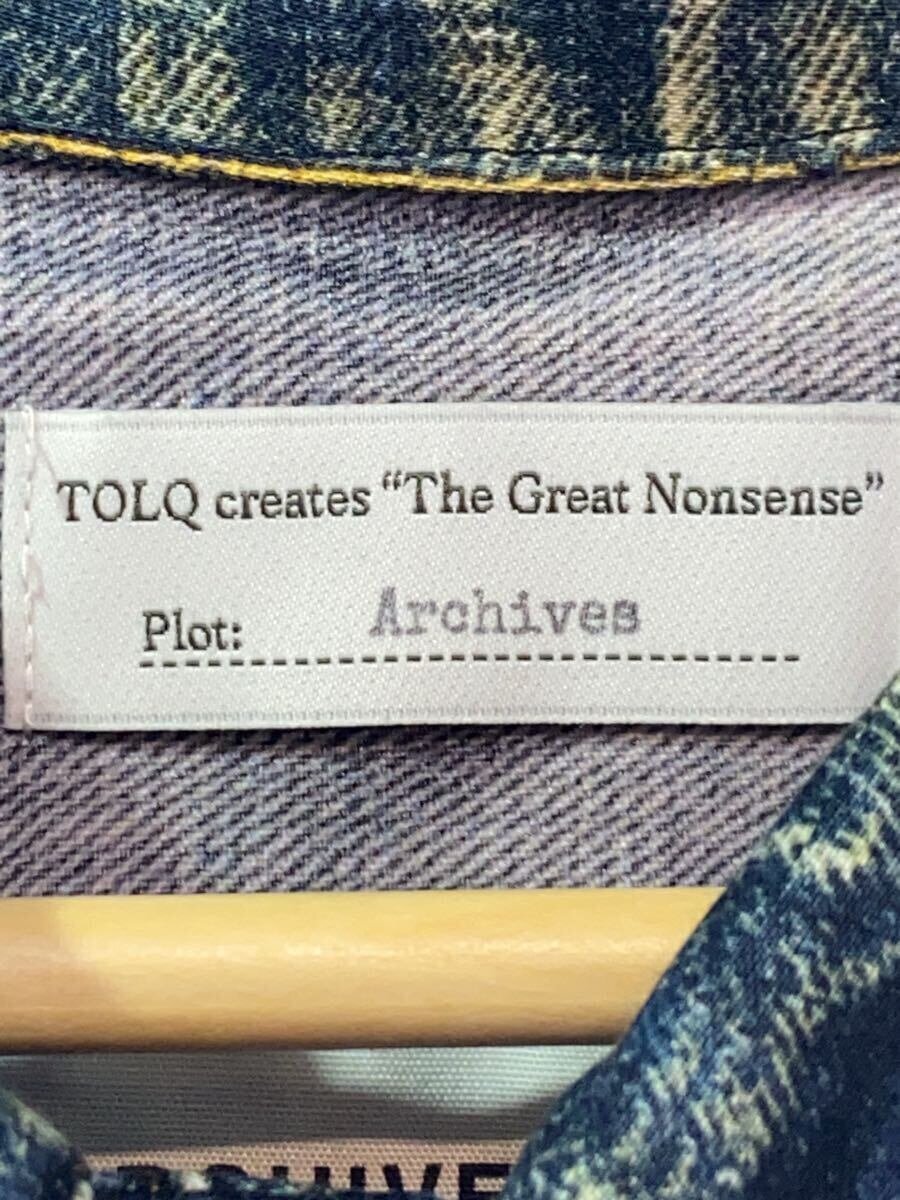 TOLQ creates “The Great Nonsense”
Plot: Archives